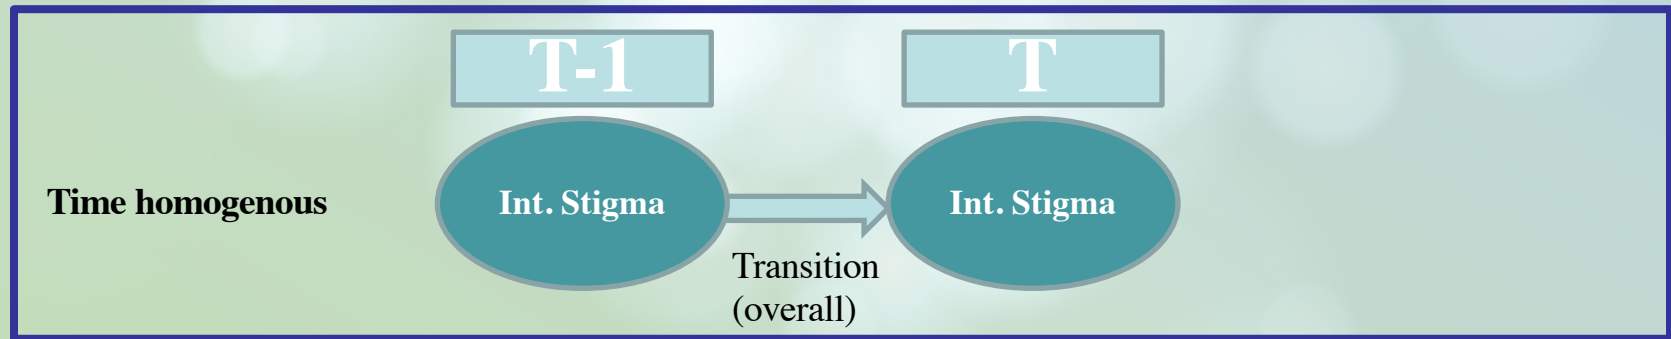 T-1
T
Time homogenous
Int. Stigma
Int. Stigma
Transition
(overall)